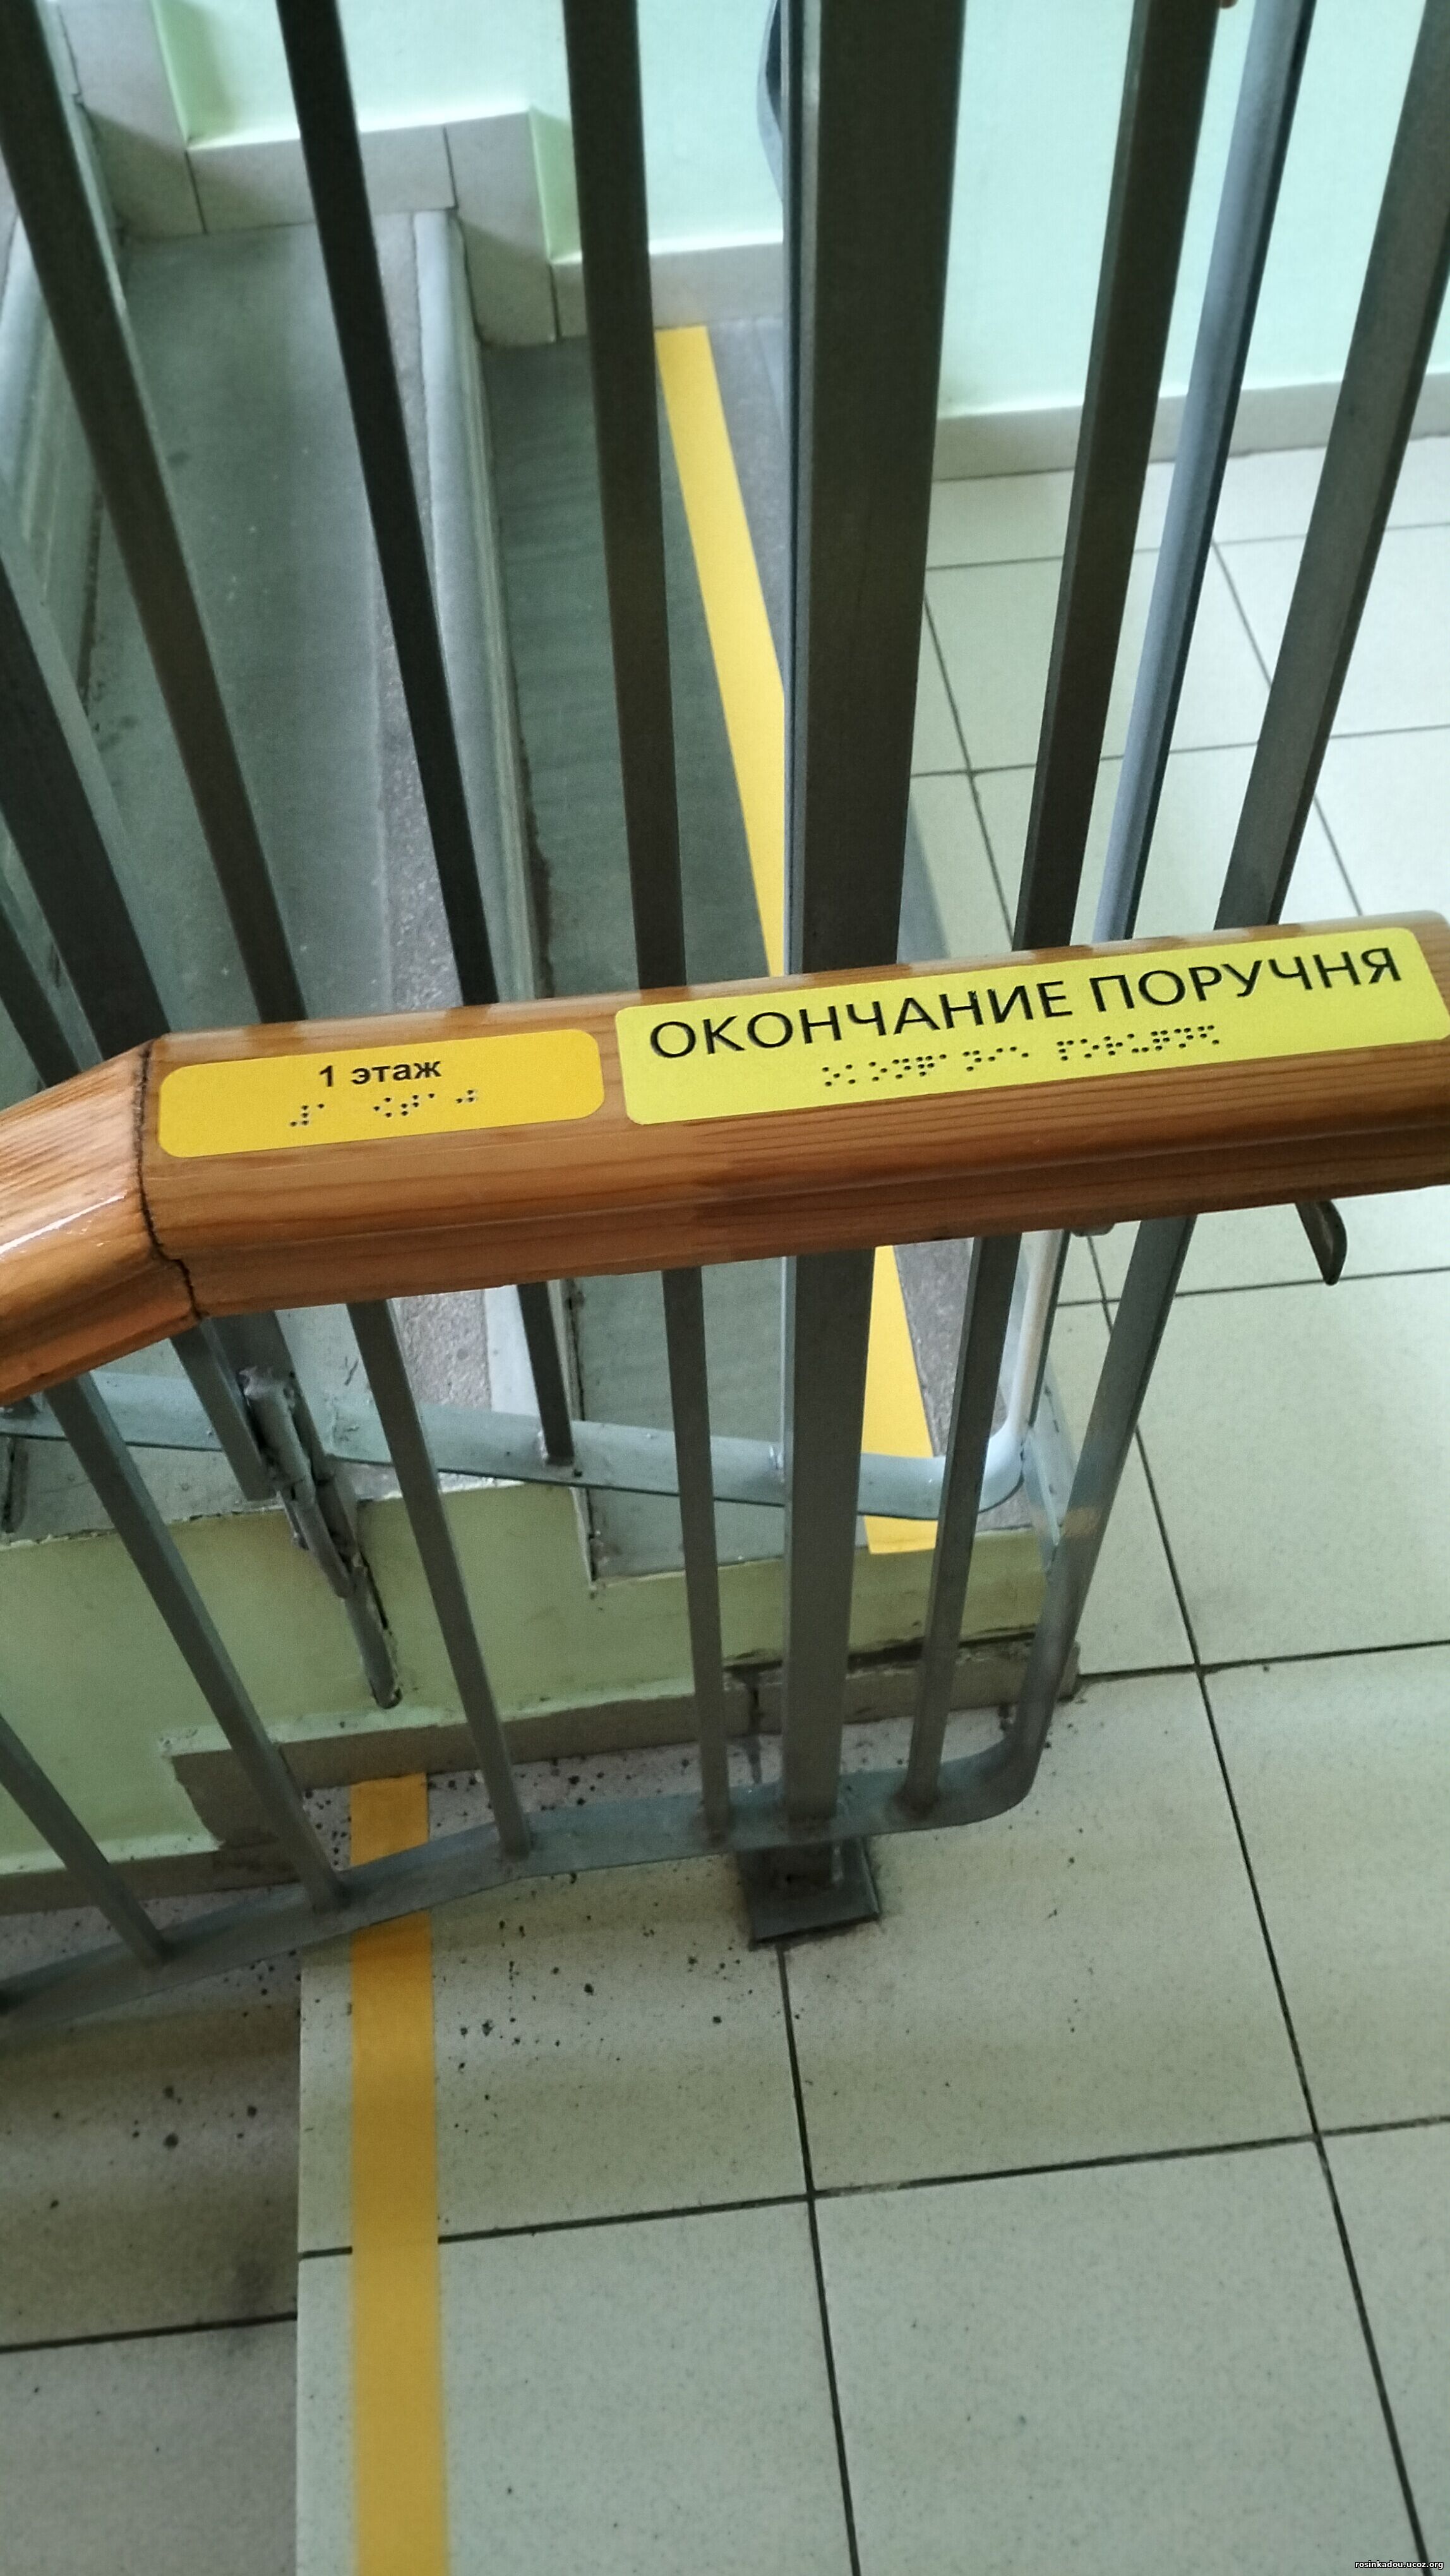 1 этаж
⠼⠁ ⠪⠞⠁⠚
ОКОНЧАНИЕ ПОРУЧНЯ
⠕⠅⠕⠝⠟⠁⠝⠊⠑ ⠏⠕⠗⠥⠟⠝⠫
rosinkadou.ucoz.org